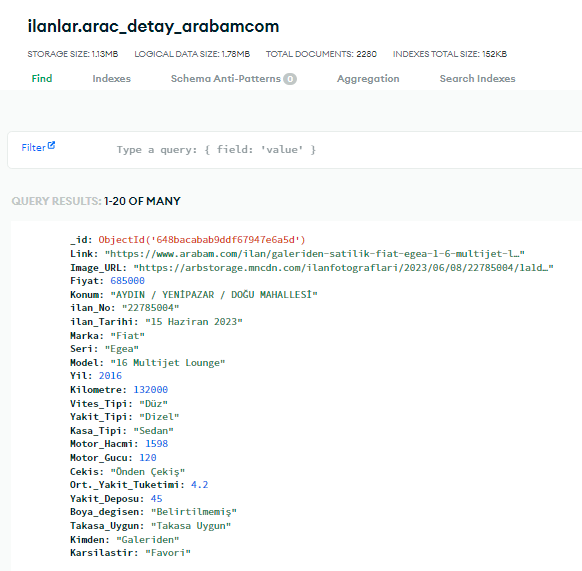 ilanlar.arac_detay_arabamcom
STORAGE SIZE: 1.13MB LOGICAL DATA SIZE: 1.78MB TOTAL DOCUMENTS: 2280 INDEXES TOTAL SIZE: 152KB
Find Indexes Schema Anti-Patterns 0 Aggregation Search Indexes
Filter Type a query: { field: 'value' }
QUERY RESULTS: 1-20 OF MANY
_id: ObjectId('648bacabab9ddf67947e6a5d')
Link: "https://www.arabam.com/ilan/galeriden-satilik-fiat-egea-1-6-multijet-l…"
Image_URL: "https://arbstorage.mncdn.com/ilanfotograflari/2023/06/08/22785004/1a1d…"
Fiyat: 685000
Konum: "AYDIN / YENİPAZAR / DOĞU MAHALLESİ"
ilan_No: "22785004"
ilan_Tarihi: "15 Haziran 2023"
Marka: "Fiat"
Seri: "Egea"
Model: "16 Multijet Lounge"
Yil: 2016
Kilometre: 132000
Vites_Tipi: "Düz"
Yakit_Tipi: "Dizel"
Kasa_Tipi: "Sedan"
Motor_Hacmi: 1598
Motor_Gucu: 120
Cekis: "Önden Çekiş"
Ort._Yakit_Tuketimi: 4.2
Yakit_Deposu: 45
Boya_degisen: "Belirtilmemiş"
Takasa_Uygun: "Takasa Uygun"
Kimden: "Galeriden"
Karsilastir: "Favori"